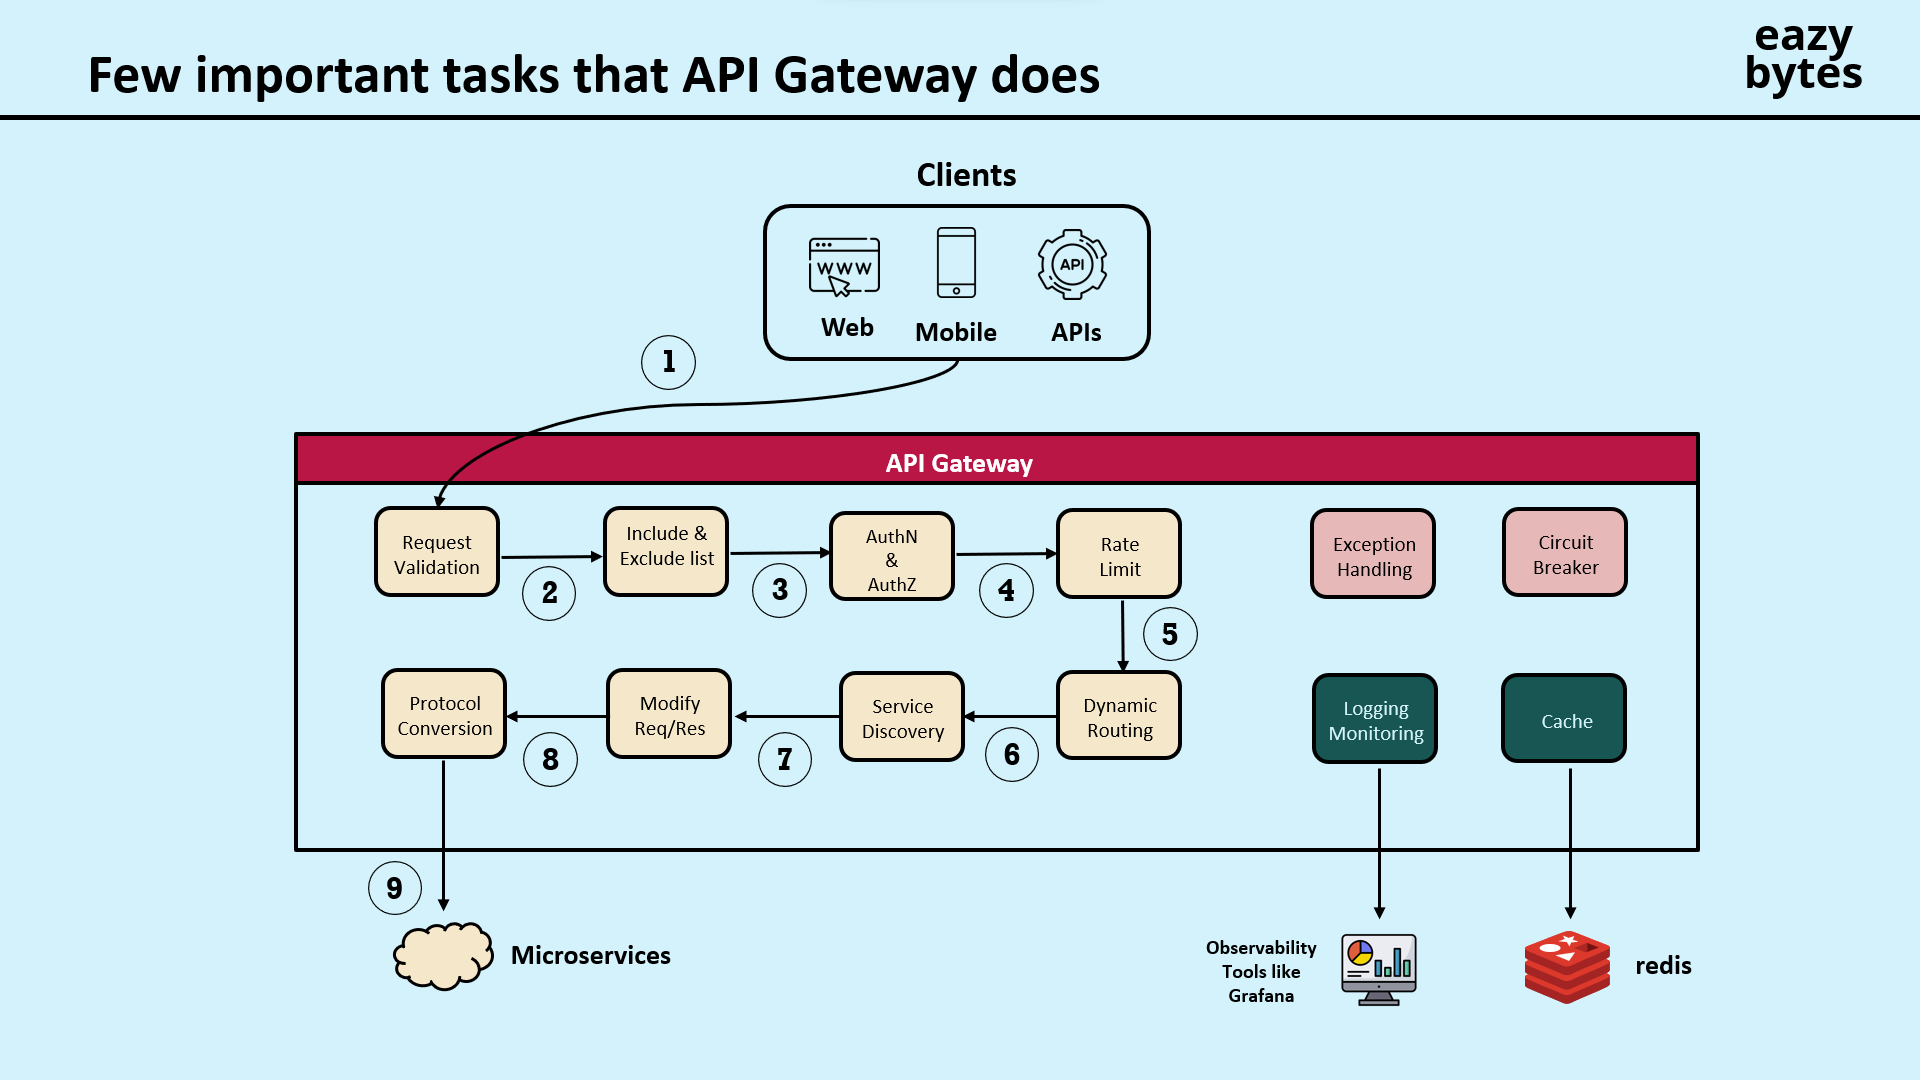 Few important tasks that API Gateway does
eazy
bytes
Clients
WWW
API
Web
Mobile
APIs
1
API Gateway
Request
Validation
2
Include &
Exclude list
3
AuthN
&
AuthZ
4
Rate
Limit
5
Exception
Handling
Circuit
Breaker
Protocol
Conversion
8
Modify
Req/Res
7
Service
Discovery
6
Dynamic
Routing
Logging
Monitoring
Cache
9
Microservices
Observability
Tools like
Grafana
redis